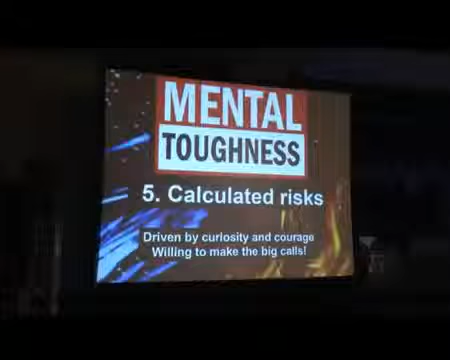 MENTAL
TOUGHNESS
5. Calculated risks
Driven by curiosity and courage
Willing to make the big calls!